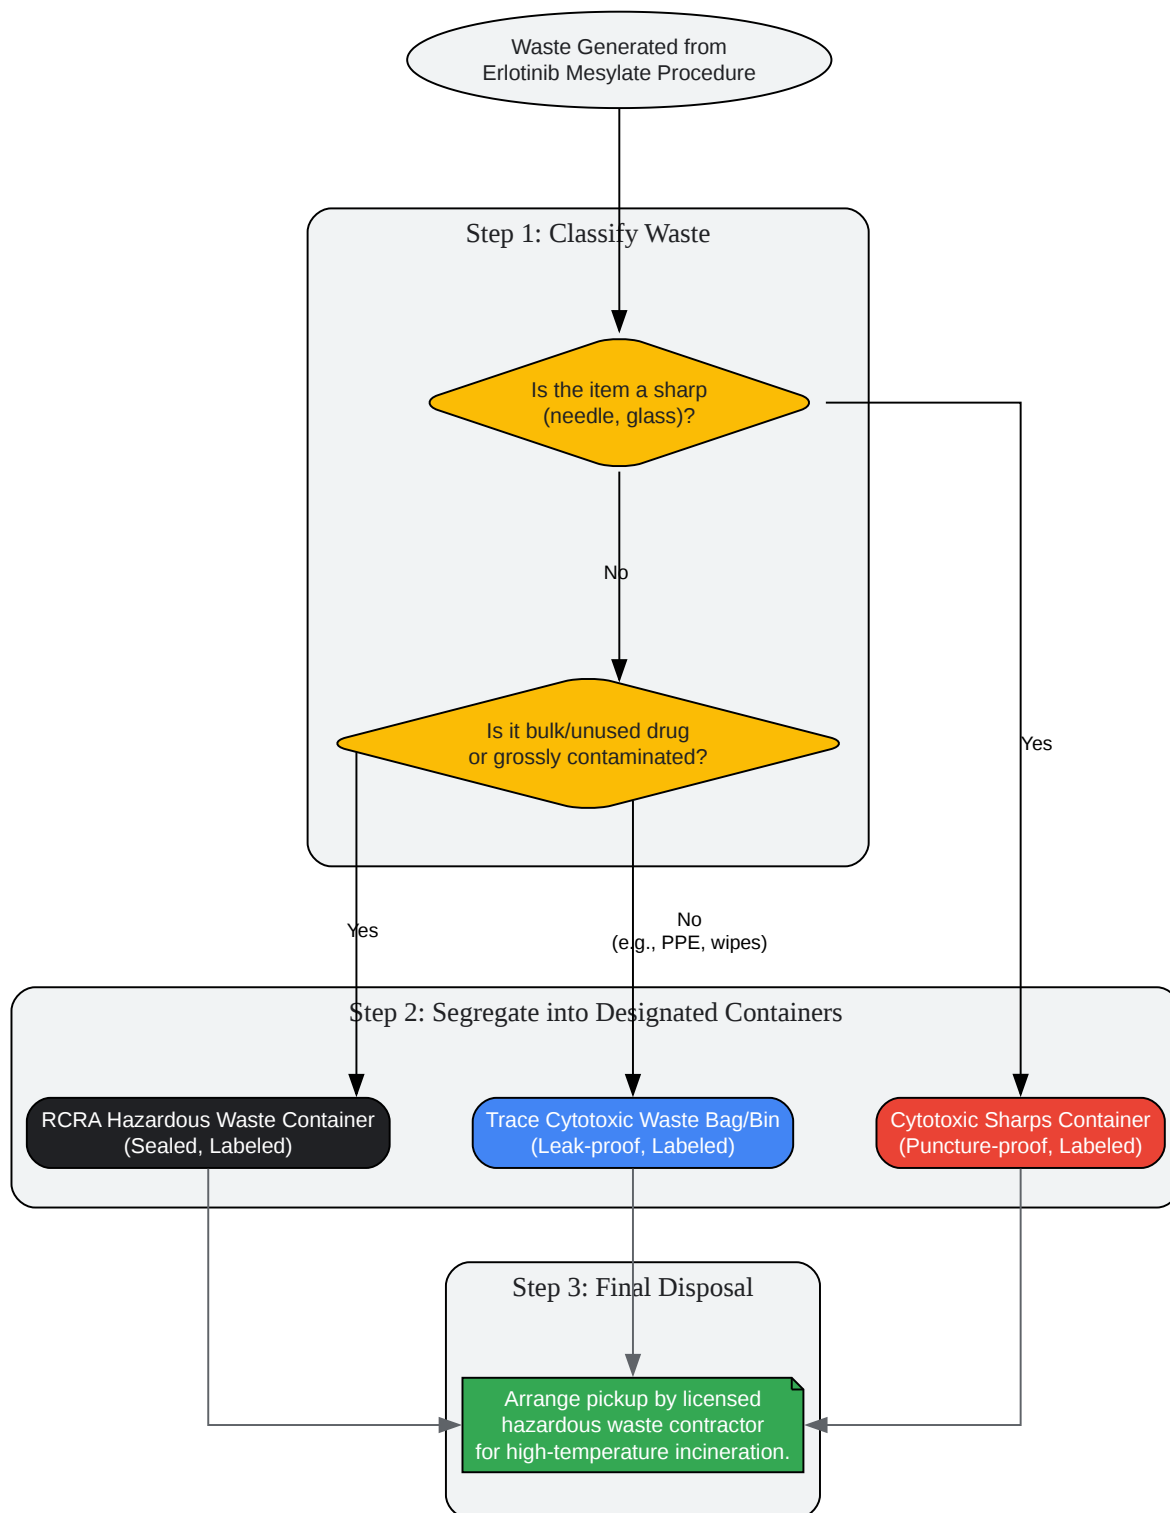 Waste Generated from
Erlotinib Mesylate Procedure
Step 1: Classify Waste
Is the item a sharp
(needle, glass)?
No
Is it bulk/unused drug
or grossly contaminated?
Yes
Yes
No
(e.g., PPE, wipes)
Step 2: Segregate into Designated Containers
RCRA Hazardous Waste Container
(Sealed, Labeled)
Trace Cytotoxic Waste Bag/Bin
(Leak-proof, Labeled)
Cytotoxic Sharps Container
(Puncture-proof, Labeled)
Step 3: Final Disposal
Arrange pickup by licensed
hazardous waste contractor
for high-temperature incineration.